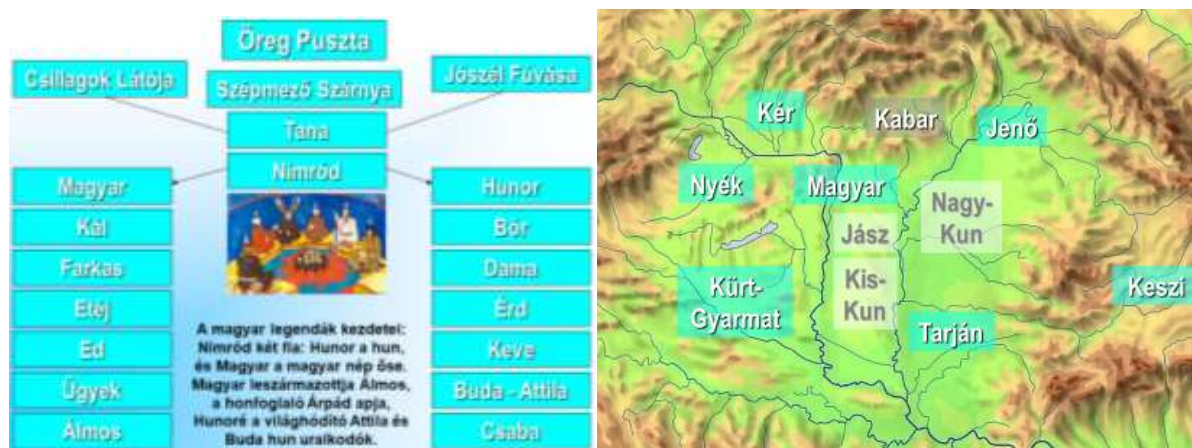 Öreg Puszta
Csillagok Látója
Jószél Fúvása
Szépmező Szárnya
Tana
Nimród
Magyar
Kál
Farkas
Etéj
Ed
Ügyek
Álmos
Hunor
Bór
Dama
Érd
Keve
Buda - Attila
Csaba
A magyar legendák kezdetei:
Nimród két fia: Hunor a hun,
és Magyar a magyar nép őse.
Magyar leszármazottja Álmos,
a honfoglaló Árpád apja,
Hunoré a világhódító Attila és
Buda hun uralkodók.
Kér
Kabar
Jenő
Nyék
Magyar
Nagy-
Kun
Jász
Kis-
Kun
Kürt-
Gyarmat
Keszi
Tarján